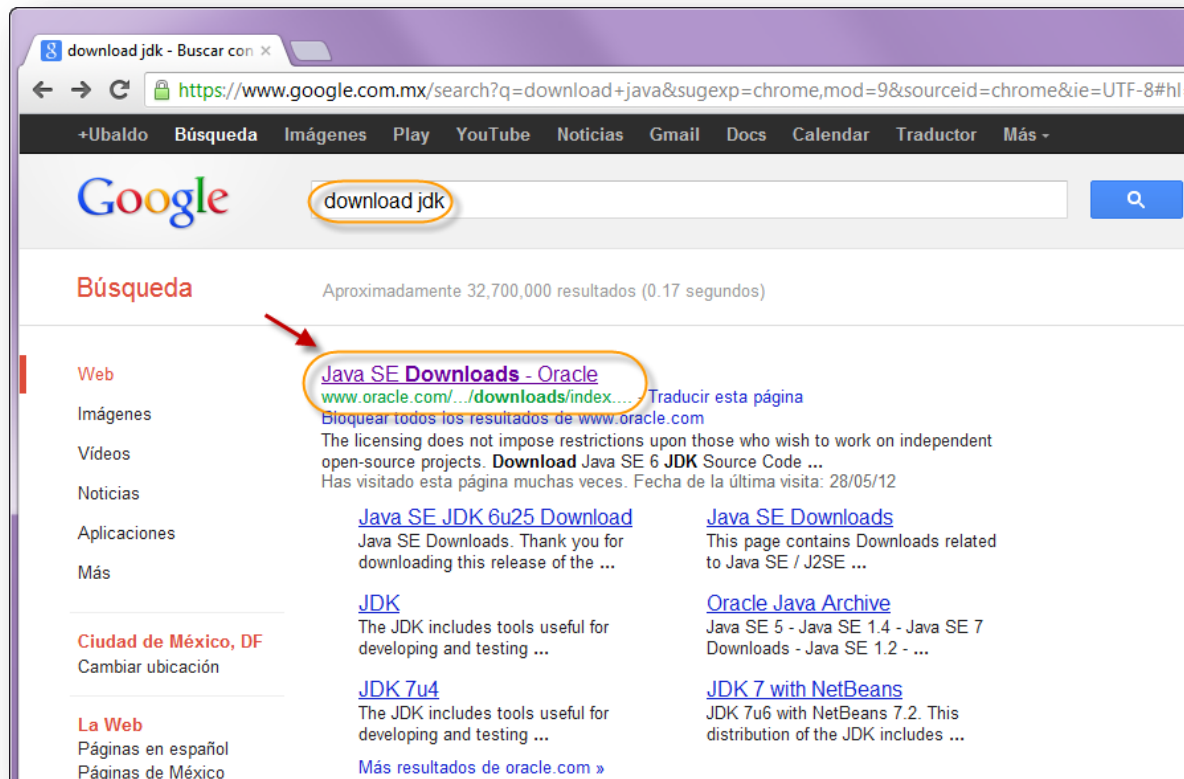 download jdk - Buscar con
https://www.google.com.mx/search?q=download+java&sugexp=chrome,mod=9&sourceid=chrome&ie=UTF-8#hl
+Ubaldo Búsqueda Imágenes Play YouTube Noticias Gmail Docs Calendar Traductor Más
Google
download jdk
Búsqueda
Aproximadamente 32,700,000 resultados (0.17 segundos)
Web
Imágenes
Vídeos
Noticias
Aplicaciones
Más
Ciudad de México, DF
Cambiar ubicación
La Web
Páginas en español
Páginas de México
Java SE Downloads - Oracle
www.oracle.com/.../downloads/index.... - Traducir esta página
Bloquear todos los resultados de www.oracle.com
The licensing does not impose restrictions upon those who wish to work on independent
open-source projects. Download Java SE 6 JDK Source Code ...
Has visitado esta página muchas veces. Fecha de la última visita: 28/05/12
Java SE JDK 6u25 Download
Java SE Downloads. Thank you for
downloading this release of the ...
Java SE Downloads
This page contains Downloads related
to Java SE / J2SE ...
JDK
The JDK includes tools useful for
developing and testing ...
Oracle Java Archive
Java SE 5 - Java SE 1.4 - Java SE 7
Downloads - Java SE 1.2 - ...
JDK 7u4
The JDK includes tools useful for
developing and testing ...
JDK 7 with NetBeans
JDK 7u6 with NetBeans 7.2. This
distribution of the JDK includes ...
Más resultados de oracle.com »